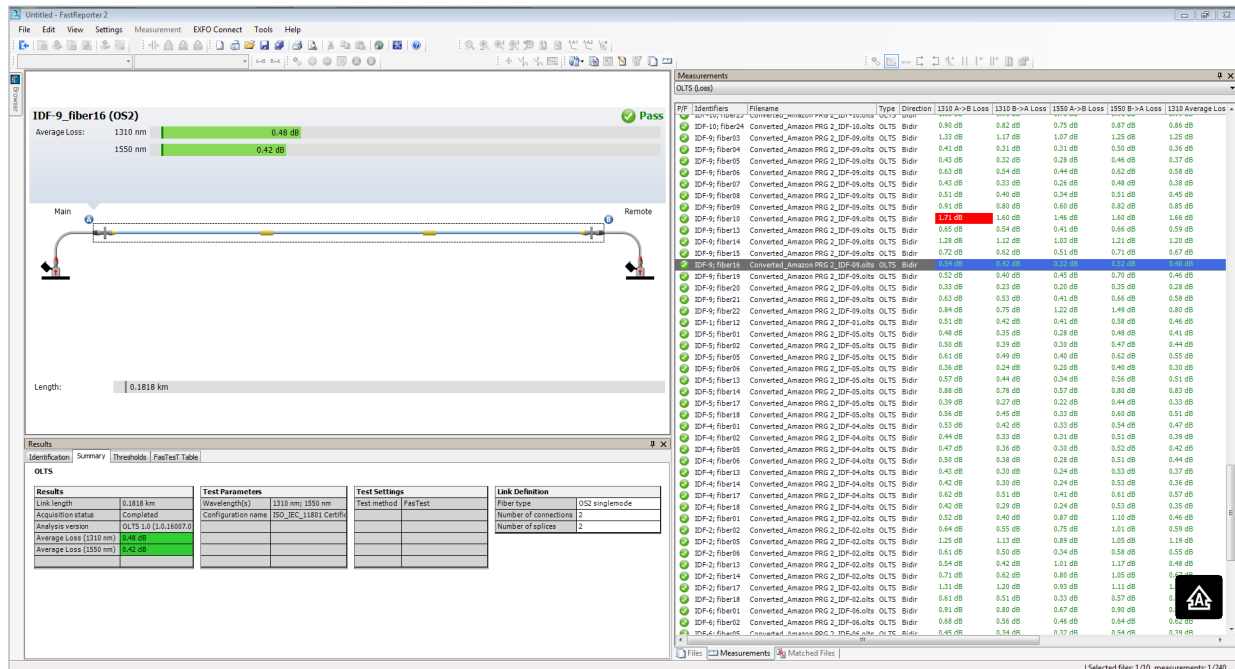 Untitled - FastReporter 2
File Edit View Settings Measurement EXFO Connect Tools Help
Browser
IDF-9_fiber16 (OS2)
Pass
Average Loss: 1310 nm 0.48 dB
1550 nm 0.42 dB
Main A B Remote
Length: 0.1818 km
Results
Identification Summary Thresholds FasTesT Table
OLTS
Results
Link length 0.1818 km
Acquisition status Completed
Analysis version OLTS 1.0 (1.0.16007.0
Average Loss (1310 nm) 0.48 dB
Average Loss (1550 nm) 0.42 dB
Test Parameters
Wavelength(s) 1310 nm; 1550 nm
Configuration name ISO_IEC_11801 Certific
Test Settings
Test method FasTest
Link Definition
Fiber type OS2 singlemode
Number of connections 2
Number of splices 2
Measurements
OLTS (Loss)
P/F Identifiers Filename Type Direction 1310 A->B Loss 1310 B->A Loss 1550 A->B Loss 1550 B->A Loss 1310 Average Los
IDF-10; fiber24 Converted_Amazon PRG 2_IDF-10.olts OLTS Bidir 0.90 dB 0.82 dB 0.75 dB 0.87 dB 0.86 dB
IDF-9; fiber03 Converted_Amazon PRG 2_IDF-09.olts OLTS Bidir 1.33 dB 1.17 dB 1.07 dB 1.25 dB 1.25 dB
IDF-9; fiber04 Converted_Amazon PRG 2_IDF-09.olts OLTS Bidir 0.41 dB 0.31 dB 0.31 dB 0.50 dB 0.36 dB
IDF-9; fiber05 Converted_Amazon PRG 2_IDF-09.olts OLTS Bidir 0.43 dB 0.32 dB 0.28 dB 0.46 dB 0.37 dB
IDF-9; fiber06 Converted_Amazon PRG 2_IDF-09.olts OLTS Bidir 0.63 dB 0.54 dB 0.44 dB 0.62 dB 0.58 dB
IDF-9; fiber07 Converted_Amazon PRG 2_IDF-09.olts OLTS Bidir 0.43 dB 0.33 dB 0.26 dB 0.48 dB 0.38 dB
IDF-9; fiber08 Converted_Amazon PRG 2_IDF-09.olts OLTS Bidir 0.51 dB 0.40 dB 0.34 dB 0.51 dB 0.45 dB
IDF-9; fiber09 Converted_Amazon PRG 2_IDF-09.olts OLTS Bidir 0.91 dB 0.80 dB 0.60 dB 0.82 dB 0.85 dB
IDF-9; fiber10 Converted_Amazon PRG 2_IDF-09.olts OLTS Bidir 1.71 dB 1.60 dB 1.46 dB 1.60 dB 1.66 dB
IDF-9; fiber13 Converted_Amazon PRG 2_IDF-09.olts OLTS Bidir 0.65 dB 0.54 dB 0.41 dB 0.66 dB 0.59 dB
IDF-9; fiber14 Converted_Amazon PRG 2_IDF-09.olts OLTS Bidir 1.28 dB 1.12 dB 1.03 dB 1.21 dB 1.20 dB
IDF-9; fiber15 Converted_Amazon PRG 2_IDF-09.olts OLTS Bidir 0.72 dB 0.62 dB 0.51 dB 0.71 dB 0.67 dB
IDF-9; fiber16 Converted_Amazon PRG 2_IDF-09.olts OLTS Bidir 0.54 dB 0.42 dB 0.32 dB 0.52 dB 0.48 dB
IDF-9; fiber19 Converted_Amazon PRG 2_IDF-09.olts OLTS Bidir 0.52 dB 0.40 dB 0.45 dB 0.70 dB 0.46 dB
IDF-9; fiber20 Converted_Amazon PRG 2_IDF-09.olts OLTS Bidir 0.33 dB 0.23 dB 0.20 dB 0.35 dB 0.28 dB
IDF-9; fiber21 Converted_Amazon PRG 2_IDF-09.olts OLTS Bidir 0.63 dB 0.53 dB 0.41 dB 0.66 dB 0.58 dB
IDF-9; fiber22 Converted_Amazon PRG 2_IDF-09.olts OLTS Bidir 0.84 dB 0.75 dB 1.22 dB 1.49 dB 0.80 dB
IDF-1; fiber12 Converted_Amazon PRG 2_IDF-01.olts OLTS Bidir 0.51 dB 0.42 dB 0.41 dB 0.58 dB 0.46 dB
IDF-5; fiber01 Converted_Amazon PRG 2_IDF-05.olts OLTS Bidir 0.48 dB 0.35 dB 0.28 dB 0.48 dB 0.41 dB
IDF-5; fiber02 Converted_Amazon PRG 2_IDF-05.olts OLTS Bidir 0.50 dB 0.39 dB 0.30 dB 0.47 dB 0.44 dB
IDF-5; fiber05 Converted_Amazon PRG 2_IDF-05.olts OLTS Bidir 0.61 dB 0.49 dB 0.40 dB 0.62 dB 0.55 dB
IDF-5; fiber06 Converted_Amazon PRG 2_IDF-05.olts OLTS Bidir 0.36 dB 0.24 dB 0.20 dB 0.40 dB 0.30 dB
IDF-5; fiber13 Converted_Amazon PRG 2_IDF-05.olts OLTS Bidir 0.57 dB 0.44 dB 0.34 dB 0.56 dB 0.51 dB
IDF-5; fiber14 Converted_Amazon PRG 2_IDF-05.olts OLTS Bidir 0.88 dB 0.78 dB 0.57 dB 0.80 dB 0.83 dB
IDF-5; fiber17 Converted_Amazon PRG 2_IDF-05.olts OLTS Bidir 0.39 dB 0.27 dB 0.22 dB 0.44 dB 0.33 dB
IDF-5; fiber18 Converted_Amazon PRG 2_IDF-05.olts OLTS Bidir 0.56 dB 0.45 dB 0.33 dB 0.60 dB 0.51 dB
IDF-4; fiber01 Converted_Amazon PRG 2_IDF-04.olts OLTS Bidir 0.53 dB 0.42 dB 0.33 dB 0.54 dB 0.47 dB
IDF-4; fiber02 Converted_Amazon PRG 2_IDF-04.olts OLTS Bidir 0.44 dB 0.33 dB 0.31 dB 0.51 dB 0.39 dB
IDF-4; fiber05 Converted_Amazon PRG 2_IDF-04.olts OLTS Bidir 0.47 dB 0.36 dB 0.30 dB 0.52 dB 0.42 dB
IDF-4; fiber06 Converted_Amazon PRG 2_IDF-04.olts OLTS Bidir 0.50 dB 0.38 dB 0.28 dB 0.51 dB 0.44 dB
IDF-4; fiber13 Converted_Amazon PRG 2_IDF-04.olts OLTS Bidir 0.43 dB 0.30 dB 0.24 dB 0.53 dB 0.37 dB
IDF-4; fiber14 Converted_Amazon PRG 2_IDF-04.olts OLTS Bidir 0.42 dB 0.30 dB 0.24 dB 0.53 dB 0.36 dB
IDF-4; fiber17 Converted_Amazon PRG 2_IDF-04.olts OLTS Bidir 0.62 dB 0.51 dB 0.41 dB 0.61 dB 0.57 dB
IDF-4; fiber18 Converted_Amazon PRG 2_IDF-04.olts OLTS Bidir 0.42 dB 0.29 dB 0.24 dB 0.53 dB 0.35 dB
IDF-2; fiber01 Converted_Amazon PRG 2_IDF-02.olts OLTS Bidir 0.52 dB 0.40 dB 0.87 dB 1.10 dB 0.46 dB
IDF-2; fiber02 Converted_Amazon PRG 2_IDF-02.olts OLTS Bidir 0.64 dB 0.55 dB 0.75 dB 1.01 dB 0.59 dB
IDF-2; fiber05 Converted_Amazon PRG 2_IDF-02.olts OLTS Bidir 1.25 dB 1.13 dB 0.89 dB 1.05 dB 1.19 dB
IDF-2; fiber06 Converted_Amazon PRG 2_IDF-02.olts OLTS Bidir 0.61 dB 0.50 dB 0.34 dB 0.58 dB 0.55 dB
IDF-2; fiber13 Converted_Amazon PRG 2_IDF-02.olts OLTS Bidir 0.54 dB 0.42 dB 1.01 dB 1.17 dB 0.48 dB
IDF-2; fiber14 Converted_Amazon PRG 2_IDF-02.olts OLTS Bidir 0.71 dB 0.62 dB 0.80 dB 1.05 dB
IDF-2; fiber17 Converted_Amazon PRG 2_IDF-02.olts OLTS Bidir 1.31 dB 1.20 dB 0.93 dB 1.11 dB
IDF-2; fiber18 Converted_Amazon PRG 2_IDF-02.olts OLTS Bidir 0.61 dB 0.51 dB 0.33 dB 0.57 dB
IDF-6; fiber01 Converted_Amazon PRG 2_IDF-06.olts OLTS Bidir 0.91 dB 0.80 dB 0.67 dB 0.90 dB
IDF-6; fiber02 Converted_Amazon PRG 2_IDF-06.olts OLTS Bidir 0.68 dB 0.56 dB 0.46 dB 0.64 dB 0.62 dB
IDF-6; fiber05 Converted_Amazon PRG 2_IDF-06.olts OLTS Bidir 0.45 dB 0.34 dB 0.32 dB 0.54 dB 0.39 dB
Files Measurements Matched Files
Selected files: 1/10, measurements: 1/240